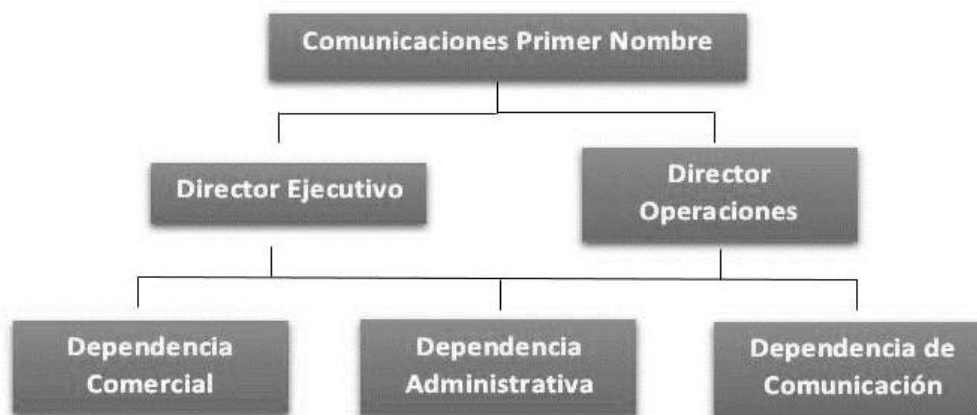 Comunicaciones Primer Nombre
Director Ejecutivo
Director
Operaciones
Dependencia
Comercial
Dependencia
Administrativa
Dependencia de
Comunicación